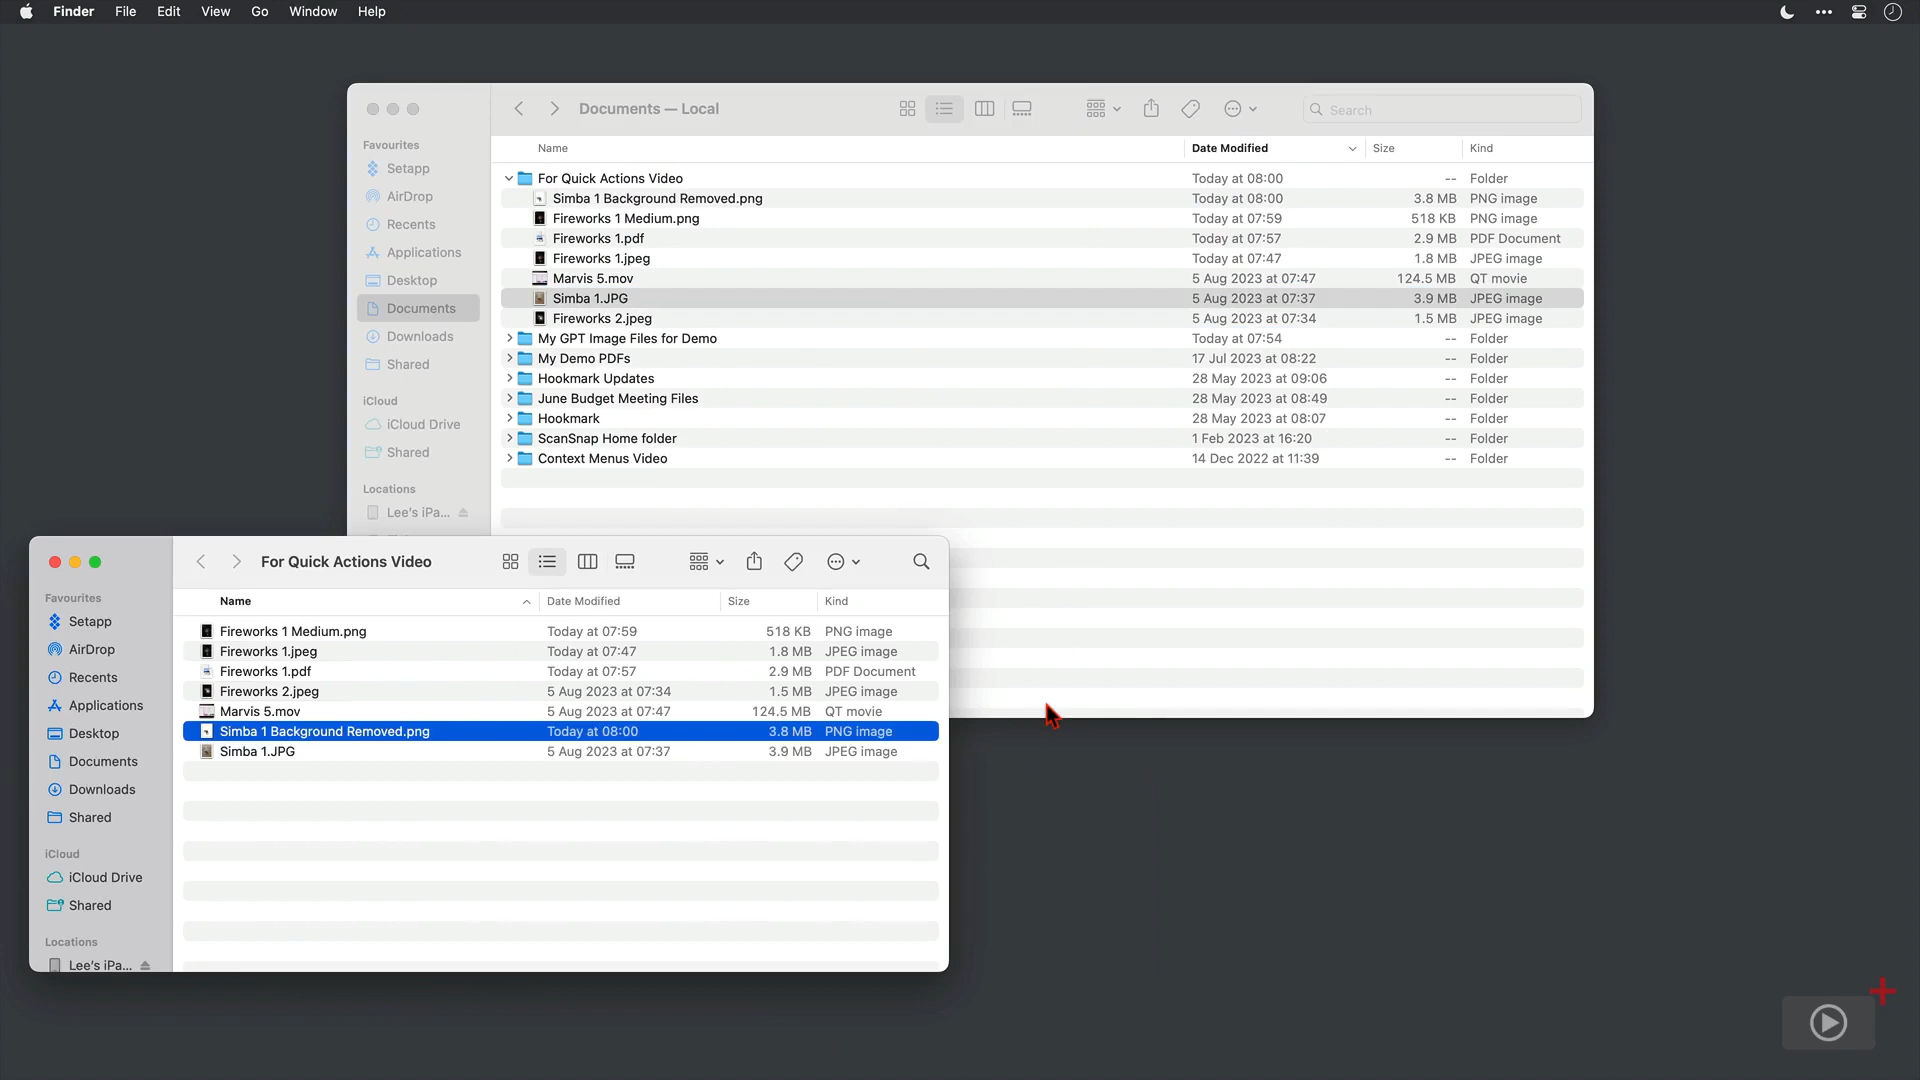 Finder File Edit View Go Window Help
Documents — Local
Search
Favourites
Setapp
AirDrop
Recents
Applications
Desktop
Documents
Downloads
Shared
iCloud
iCloud Drive
Shared
Locations
Lee's iPa...
Name Date Modified Size Kind
For Quick Actions Video Today at 08:00 -- Folder
Simba 1 Background Removed.png Today at 08:00 3.8 MB PNG image
Fireworks 1 Medium.png Today at 07:59 518 KB PNG image
Fireworks 1.pdf Today at 07:57 2.9 MB PDF Document
Fireworks 1.jpeg Today at 07:47 1.8 MB JPEG image
Marvis 5.mov 5 Aug 2023 at 07:47 124.5 MB QT movie
Simba 1.JPG 5 Aug 2023 at 07:37 3.9 MB JPEG image
Fireworks 2.jpeg 5 Aug 2023 at 07:34 1.5 MB JPEG image
My GPT Image Files for Demo Today at 07:54 -- Folder
My Demo PDFs 17 Jul 2023 at 08:22 -- Folder
Hookmark Updates 28 May 2023 at 09:06 -- Folder
June Budget Meeting Files 28 May 2023 at 08:49 -- Folder
Hookmark 28 May 2023 at 08:07 -- Folder
ScanSnap Home folder 1 Feb 2023 at 16:20 -- Folder
Context Menus Video 14 Dec 2022 at 11:39 -- Folder
For Quick Actions Video
Favourites
Setapp
AirDrop
Recents
Applications
Desktop
Documents
Downloads
Shared
iCloud
iCloud Drive
Shared
Locations
Lee's iPa...
Name Date Modified Size Kind
Fireworks 1 Medium.png Today at 07:59 518 KB PNG image
Fireworks 1.jpeg Today at 07:47 1.8 MB JPEG image
Fireworks 1.pdf Today at 07:57 2.9 MB PDF Document
Fireworks 2.jpeg 5 Aug 2023 at 07:34 1.5 MB JPEG image
Marvis 5.mov 5 Aug 2023 at 07:47 124.5 MB QT movie
Simba 1 Background Removed.png Today at 08:00 3.8 MB PNG image
Simba 1.JPG 5 Aug 2023 at 07:37 3.9 MB JPEG image